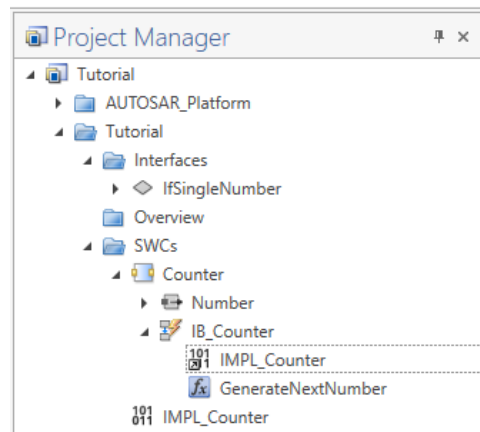 Project Manager
Tutorial
AUTOSAR_Platform
Tutorial
Interfaces
IfSingleNumber
Overview
SWCs
Counter
Number
IB_Counter
IMPL_Counter
GenerateNextNumber
IMPL_Counter